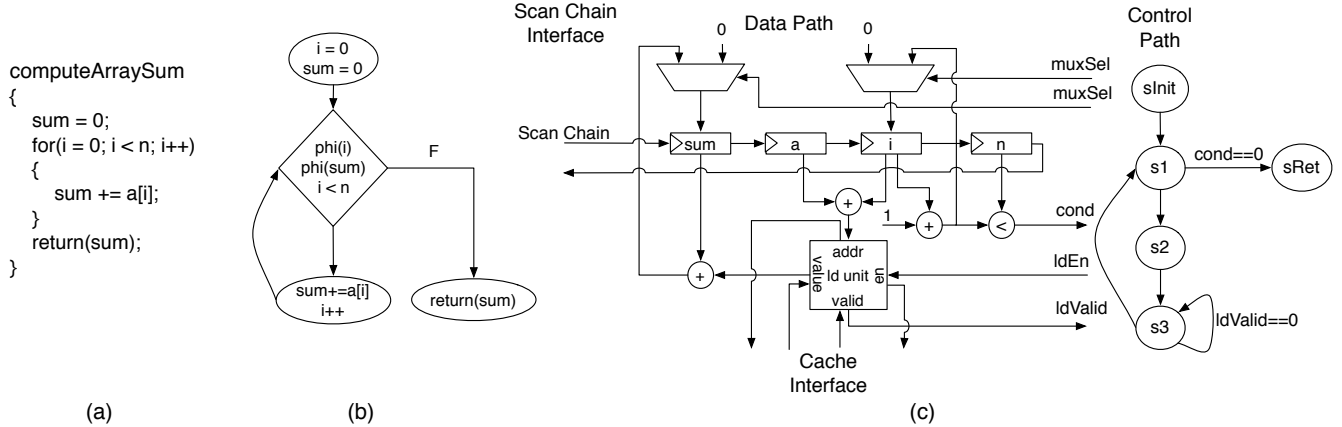 computeArraySum
{
sum = 0;
for(i = 0; i < n; i++)
{
sum += a[i];
}
return(sum);
}
(a)
i = 0
sum = 0
phi(i)
phi(sum)
i < n
F
sum+=a[i]
i++
return(sum)
(b)
Scan Chain
Interface
Data Path
Control
Path
0
0
muxSel
muxSel
Scan Chain
sum
a
i
n
+
1
+
<
cond
+
addr
value
ld unit
en
valid
ldEn
ldValid
Cache
Interface
sInit
s1
cond==0
sRet
s2
s3
ldValid==0
(c)